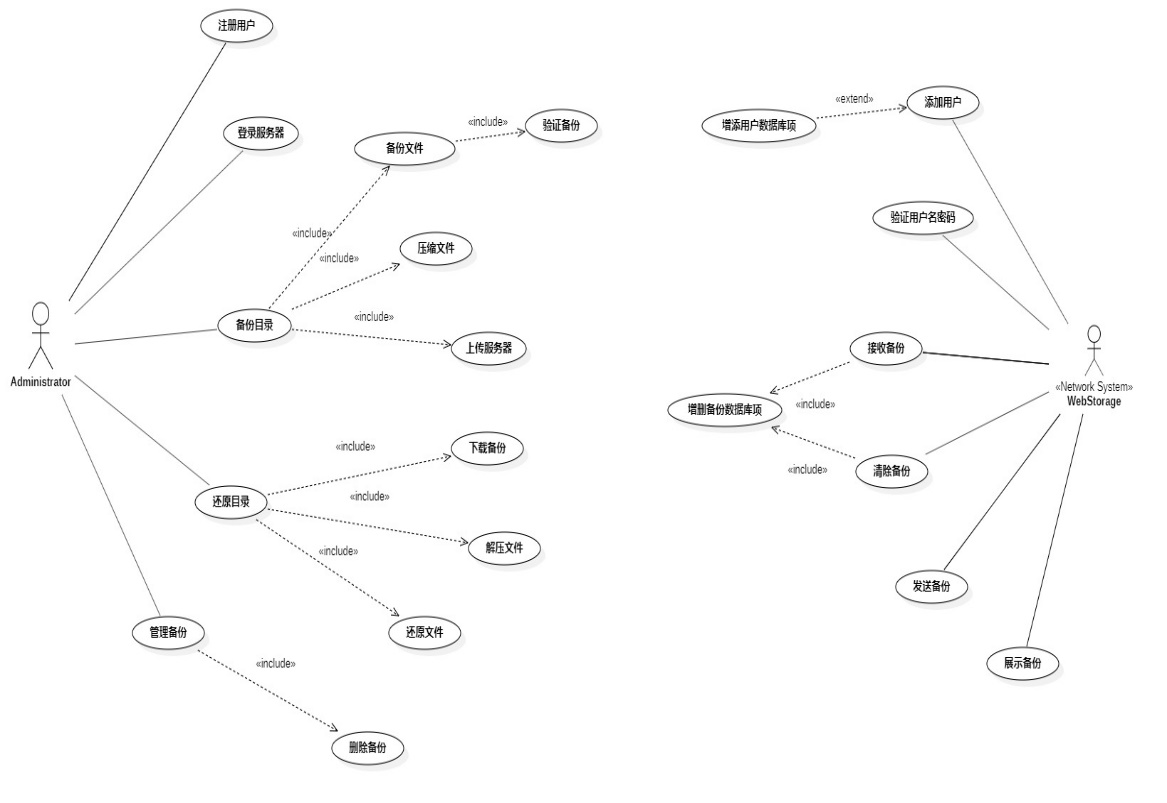 注册用户
登录服务器
备份文件
«include»
验证备份
«include»
«include»
压缩文件
备份目录
«include»
上传服务器
Administrator
«include»
下载备份
还原目录
«include»
解压文件
«include»
还原文件
管理备份
«include»
删除备份
增添用户数据库项
«extend»
添加用户
验证用户名密码
接收备份
增删备份数据库项
«include»
«include»
清除备份
«Network System»
WebStorage
发送备份
展示备份